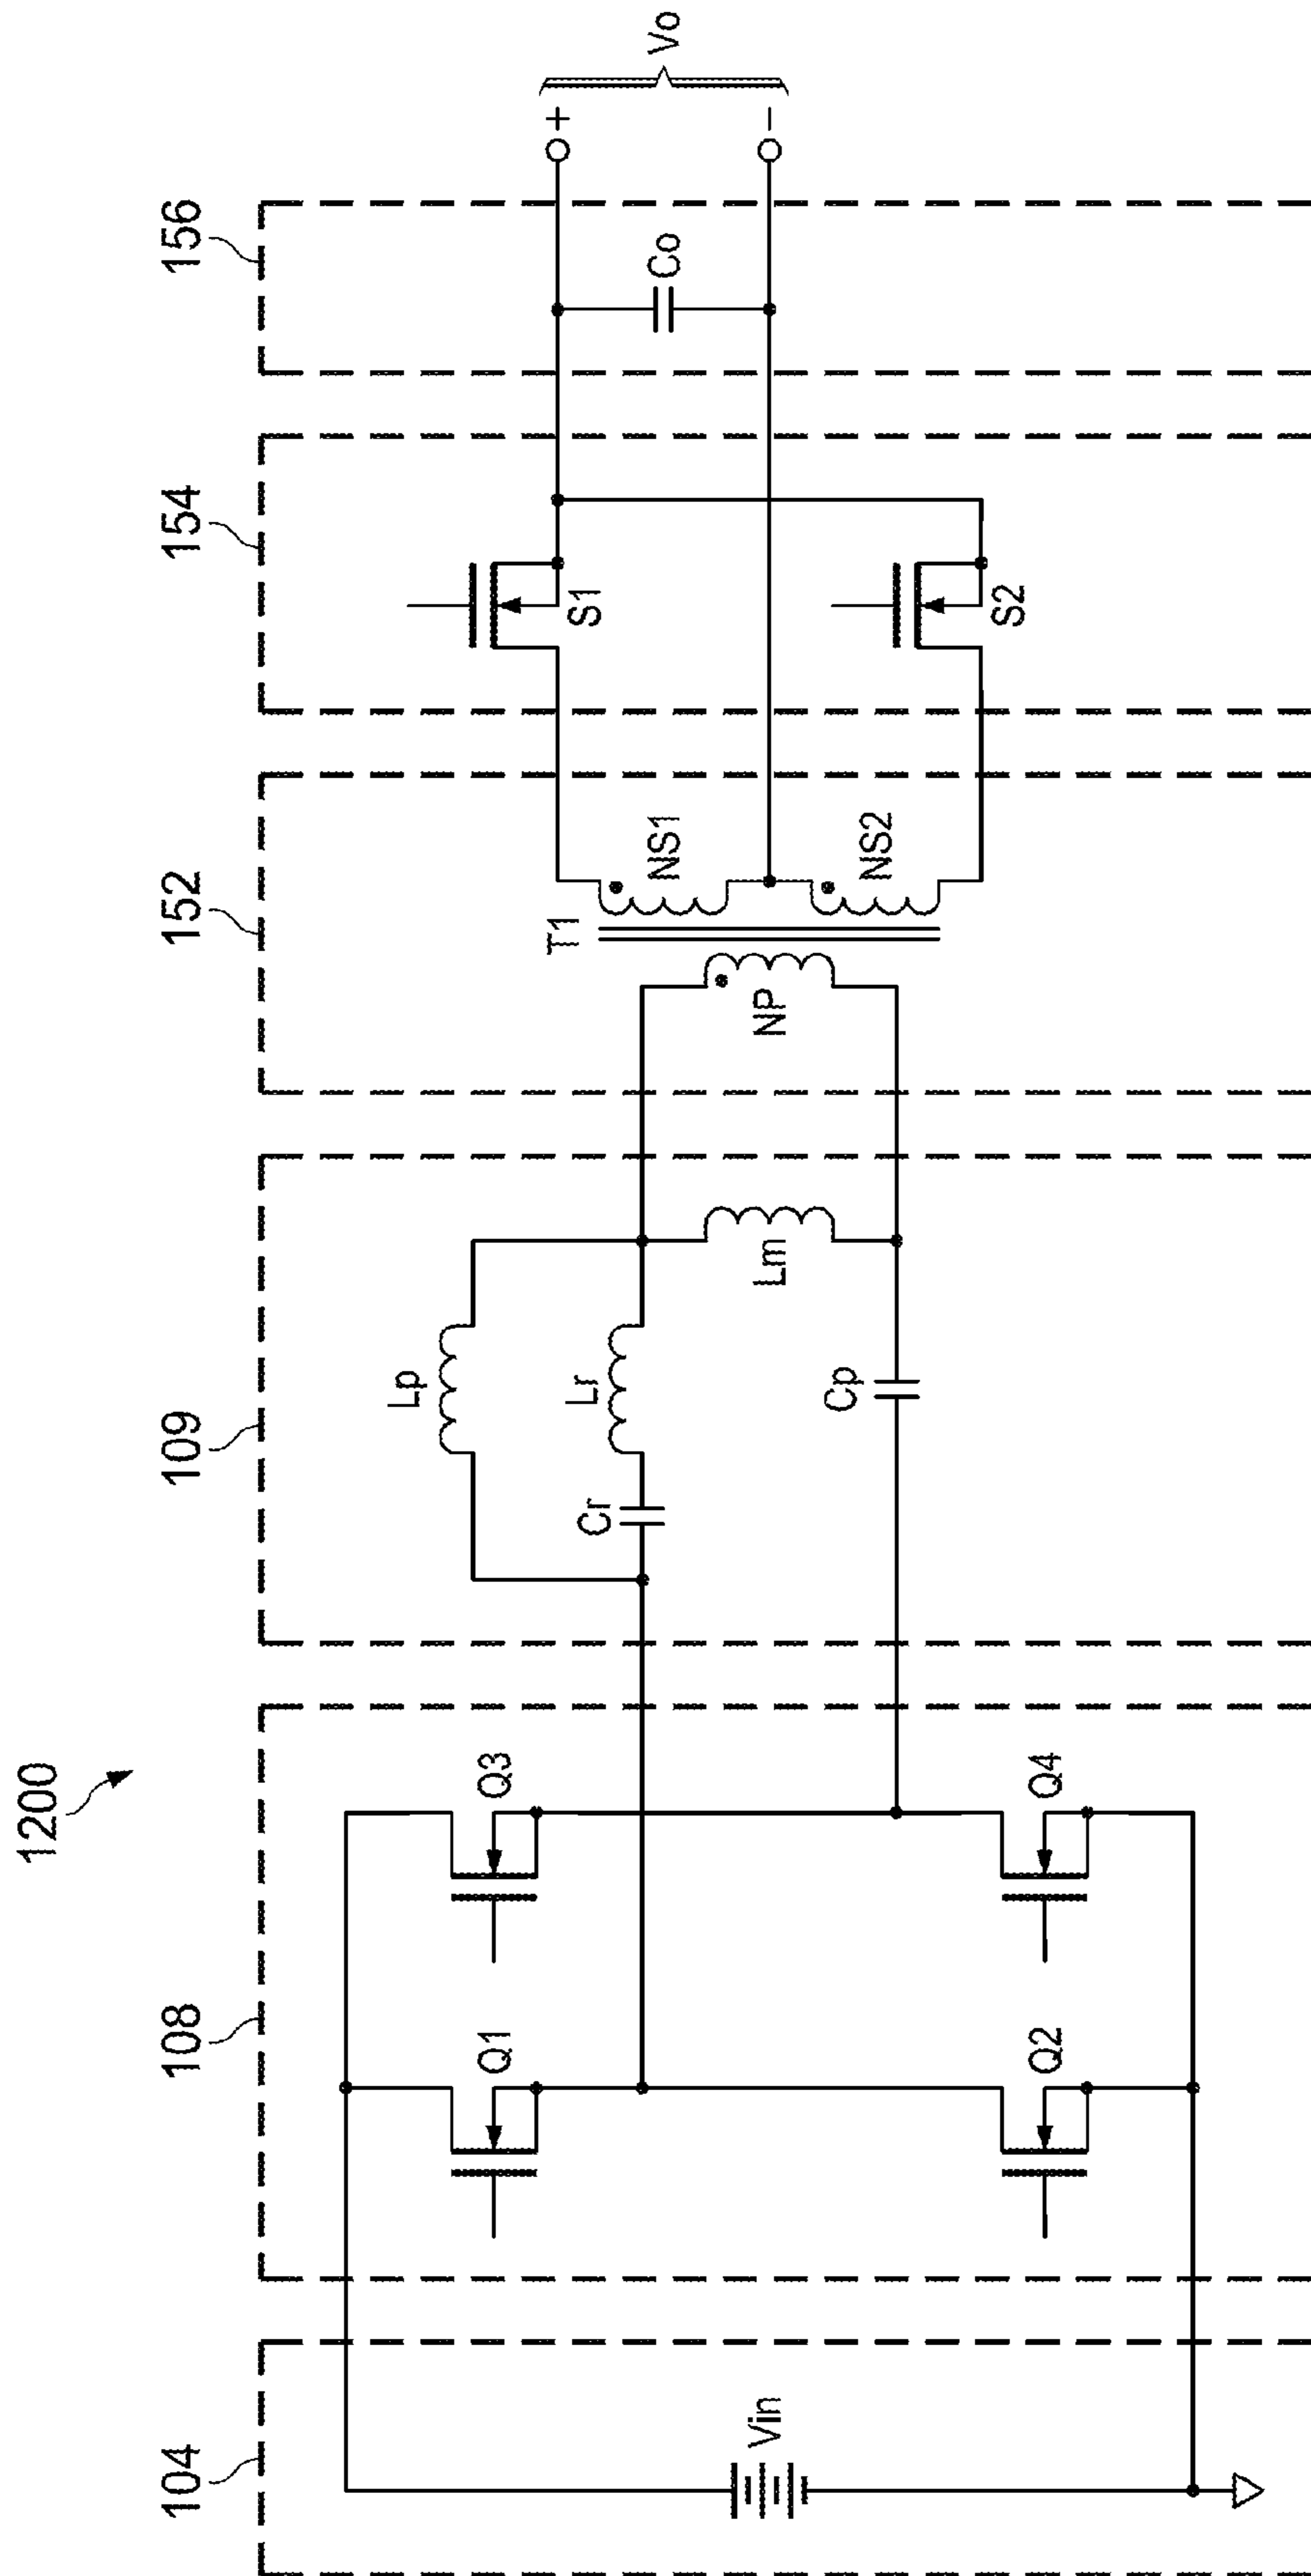 1200
104
108
109
152
154
156
Vin
Q1
Q3
Q2
Q4
Lp
Cr
Lr
Lm
Cp
T1
NP
NS1
NS2
S1
S2
Co
+
−
Vo